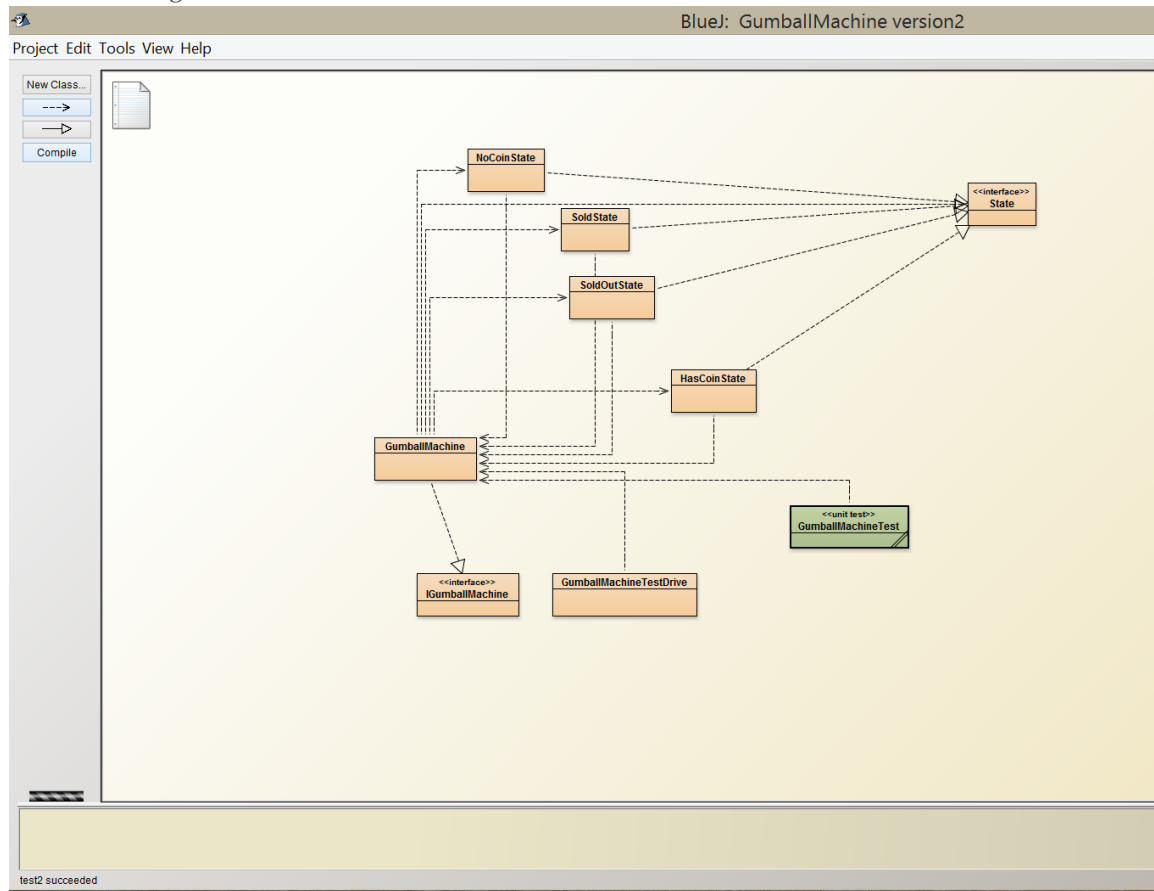 BlueJ: GumballMachine version2
Project Edit Tools View Help
New Class...
Compile
NoCoinState
<<interface>>
State
SoldState
SoldOutState
HasCoinState
GumballMachine
<<unit test>>
GumballMachineTest
<<interface>>
IGumballMachine
GumballMachineTestDrive
test2 succeeded